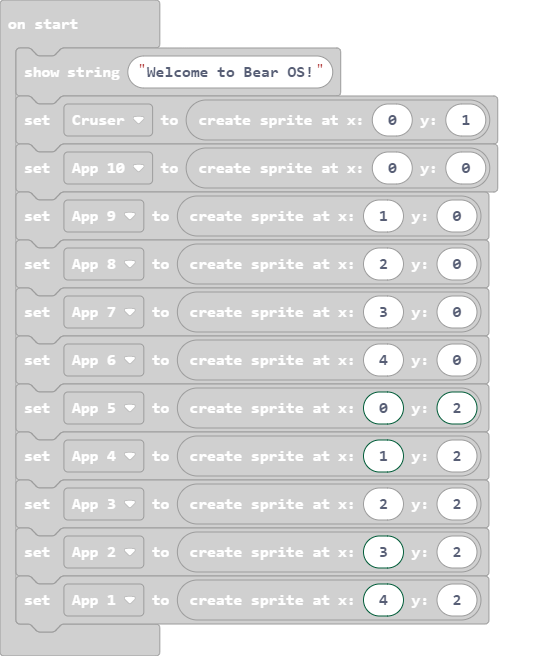 on start
show string "Welcome to Bear OS!"
set Cruser to create sprite at x: 0 y: 1
set App 10 to create sprite at x: 0 y: 0
set App 9 to create sprite at x: 1 y: 0
set App 8 to create sprite at x: 2 y: 0
set App 7 to create sprite at x: 3 y: 0
set App 6 to create sprite at x: 4 y: 0
set App 5 to create sprite at x: 0 y: 2
set App 4 to create sprite at x: 1 y: 2
set App 3 to create sprite at x: 2 y: 2
set App 2 to create sprite at x: 3 y: 2
set App 1 to create sprite at x: 4 y: 2